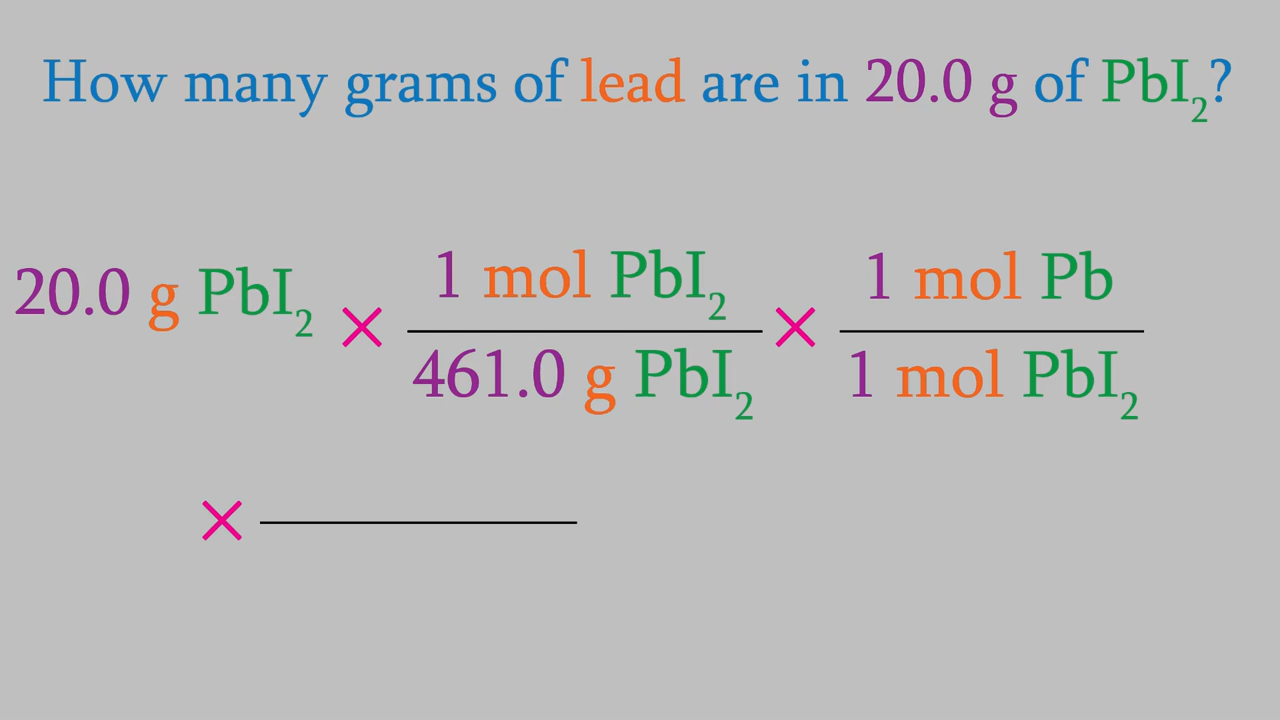 How many grams of lead are in 20.0 g of PbI₂?
20.0 g PbI₂ × 1 mol PbI₂ / 461.0 g PbI₂ × 1 mol Pb / 1 mol PbI₂
×